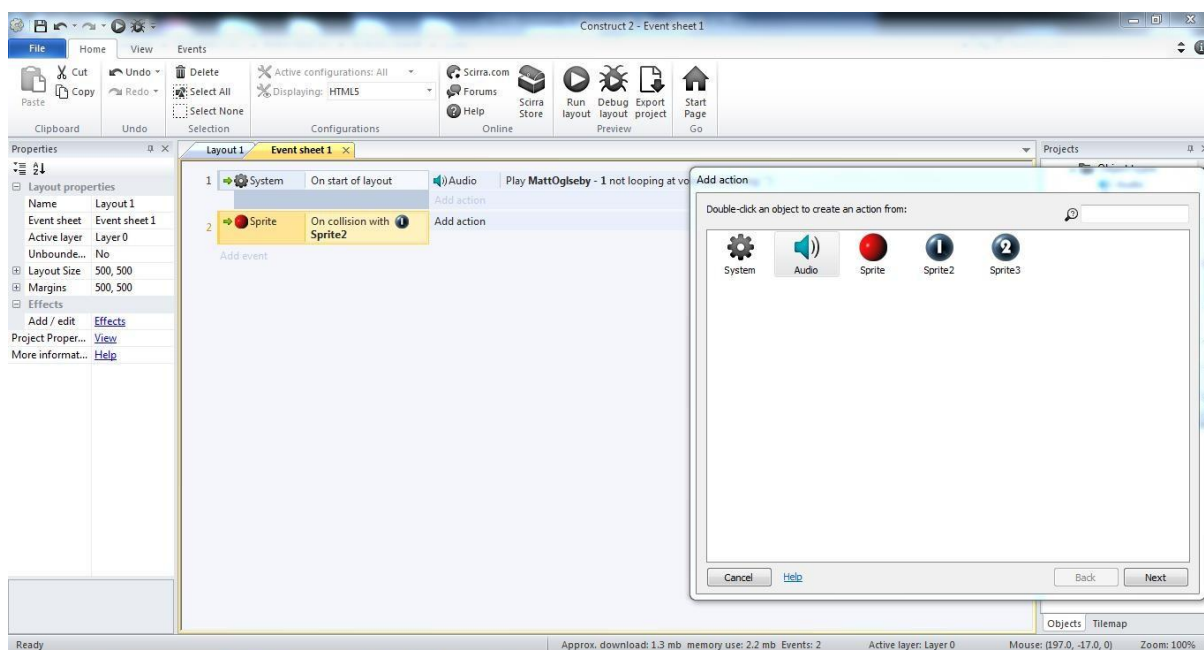 Construct 2 - Event sheet 1
File Home View Events
Cut
Copy
Paste
Clipboard
Undo
Redo
Undo
Delete
Select All
Select None
Selection
Active configurations: All
Displaying: HTML5
Configurations
Scirra.com
Forums
Help
Scirra
Store
Online
Run
layout
Debug
layout
Export
project
Preview
Start
Page
Go
Properties
Layout properties
Name Layout 1
Event sheet Event sheet 1
Active layer Layer 0
Unbounde... No
Layout Size 500, 500
Margins 500, 500
Effects
Add / edit Effects
Project Proper... View
More informat... Help
Layout 1 Event sheet 1
1 System On start of layout Audio Play MattOglseby - 1 not looping at vo
Add action
2 Sprite On collision with 1
Sprite2
Add action
Add event
Projects
Add action
Double-click an object to create an action from:
1 2
System Audio Sprite Sprite2 Sprite3
Cancel Help Back Next
Objects Tilemap
Ready Approx. download: 1.3 mb memory use: 2.2 mb Events: 2 Active layer: Layer 0 Mouse: (197.0, -17.0, 0) Zoom: 100%